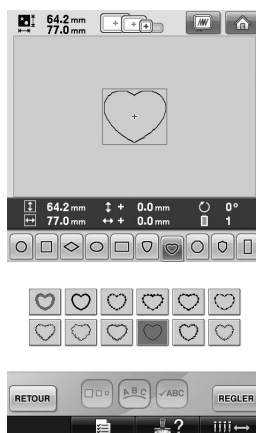 64.2 mm
77.0 mm
64.2 mm + 0.0 mm 0°
77.0 mm + 0.0 mm 1
RETOUR ABC ✓ABC REGLER
?